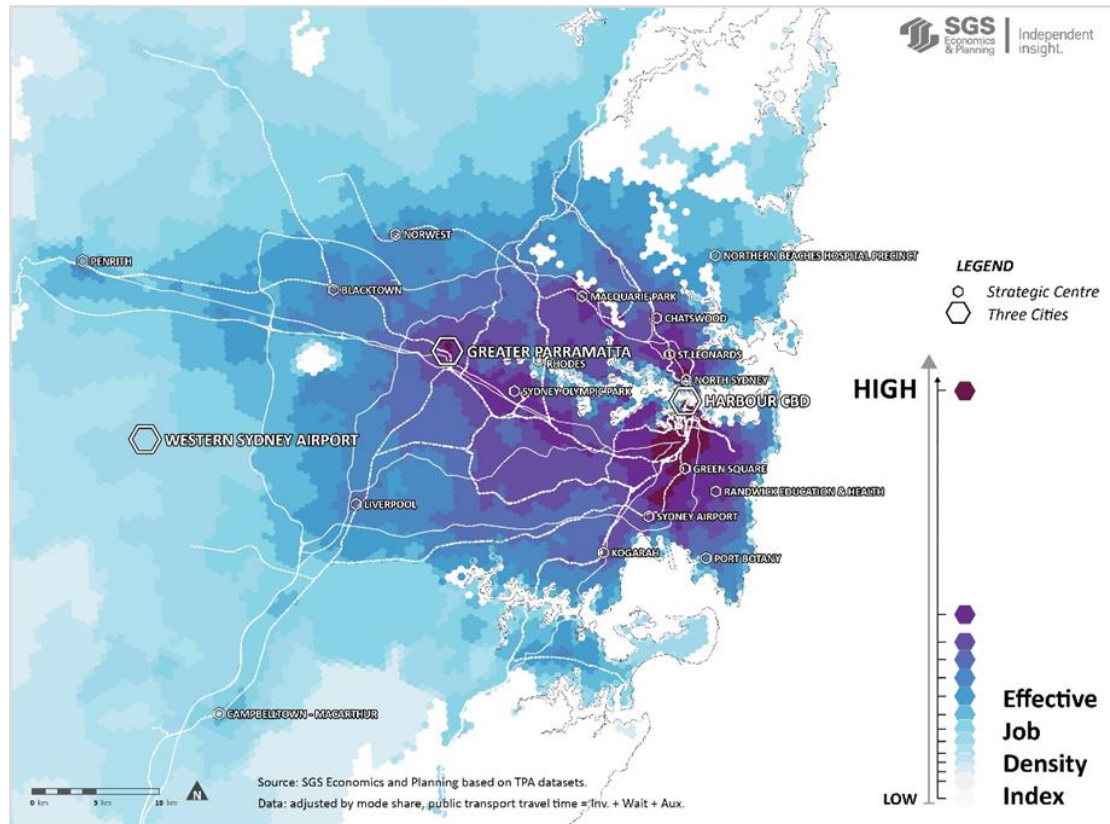 SGS
Economics
& Planning
Independent
insight.
NORWEST
PENRITH
NORTHERN BEACHES HOSPITAL PRECINCT
BLACKTOWN
MACQUARIE PARK
CHATSWOOD
GREATER PARRAMATTA
RHODES
ST LEONARDS
NORTH SYDNEY
SYDNEY OLYMPIC PARK
HARBOUR CBD
WESTERN SYDNEY AIRPORT
GREEN SQUARE
RANDWICK EDUCATION & HEALTH
LIVERPOOL
SYDNEY AIRPORT
KOGARAH
PORT BOTANY
CAMPBELLTOWN - MACARTHUR
LEGEND
Strategic Centre
Three Cities
HIGH
Effective
Job
Density
Index
LOW
Source: SGS Economics and Planning based on TPA datasets.
Data: adjusted by mode share, public transport travel time = Inv. + Wait + Aux.
0 km
5 km
10 km
N